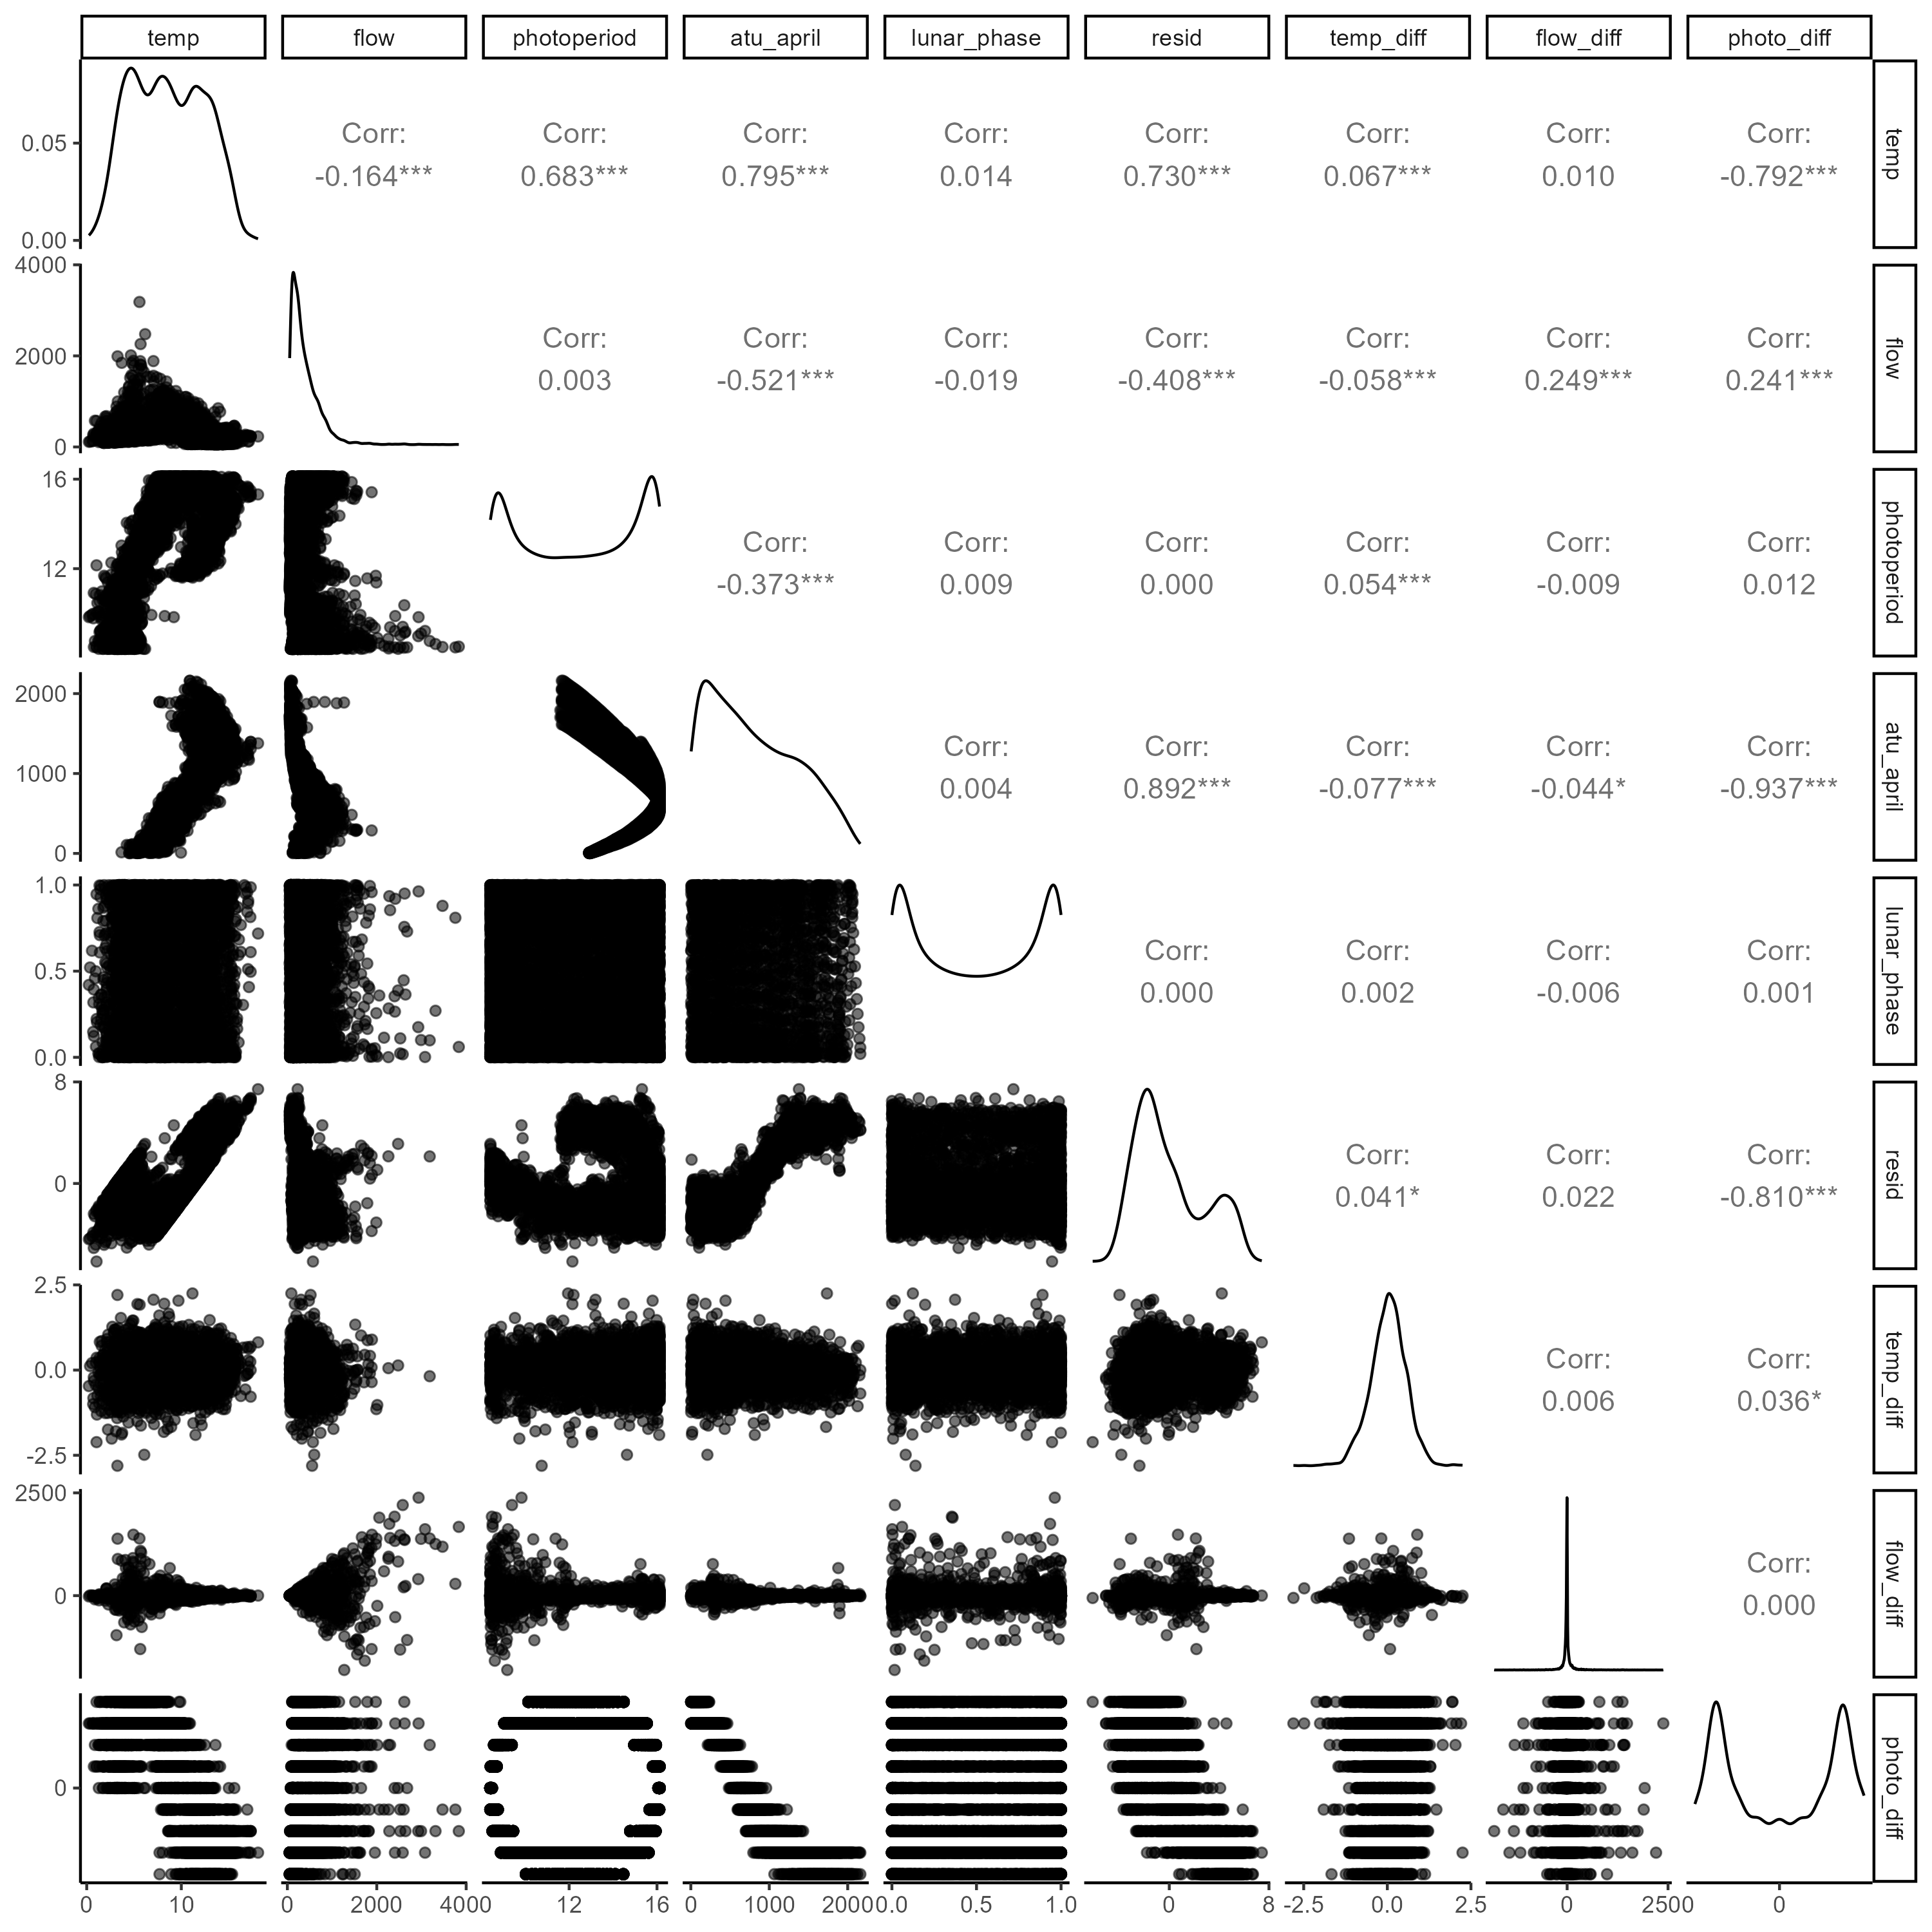 temp flow photoperiod atu_april lunar_phase resid temp_diff flow_diff photo_diff
Corr: Corr: Corr: Corr: Corr: Corr: Corr: Corr:
0.05 -0.164*** 0.683*** 0.795*** 0.014 0.730*** 0.067*** 0.010 -0.792*** temp
0.00
4000
Corr: Corr: Corr: Corr: Corr: Corr: Corr:
2000 0.003 -0.521*** -0.019 -0.408*** -0.058*** 0.249*** 0.241*** flow
0
16
Corr: Corr: Corr: Corr: Corr: Corr:
12 -0.373*** 0.009 0.000 0.054*** -0.009 0.012 photoperiod
2000
Corr: Corr: Corr: Corr: Corr:
1000 0.004 0.892*** -0.077*** -0.044* -0.937*** atu_april
0
1.0
Corr: Corr: Corr: Corr:
0.5 0.000 0.002 -0.006 0.001 lunar_phase
0.0
8
Corr: Corr: Corr:
0 0.041* 0.022 -0.810*** resid
2.5
Corr: Corr:
0.0 0.006 0.036* temp_diff
-2.5
2500
Corr:
0 0.000 flow_diff
0 photo_diff
0 10 0 2000 4000 12 16 0 1000 2000 0.0 0.5 1.0 0 8 -2.5 0.0 2.5 0 2500 0